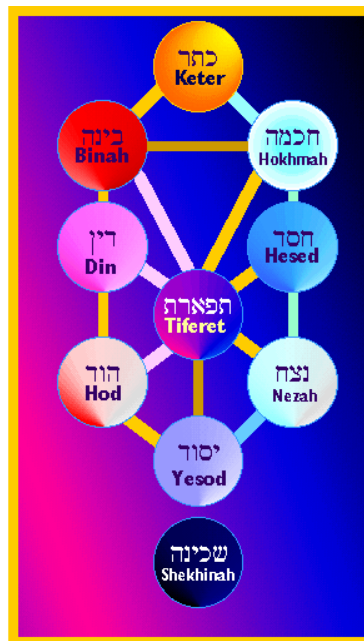 כתר
Keter
בינה
Binah
חכמה
Hokhmah
דין
Din
חסד
Hesed
תפארת
Tiferet
הוד
Hod
נצח
Nezah
יסוד
Yesod
שכינה
Shekhinah